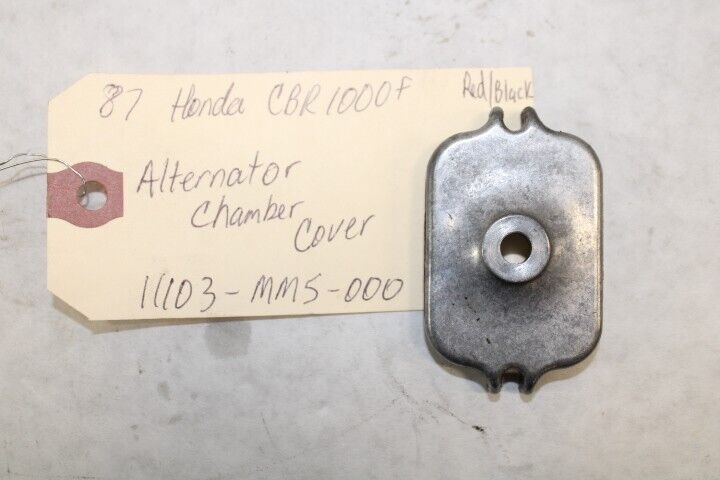 87 Honda CBR1000F Red/Black
Alternator
Chamber
Cover
11103-MM5-000